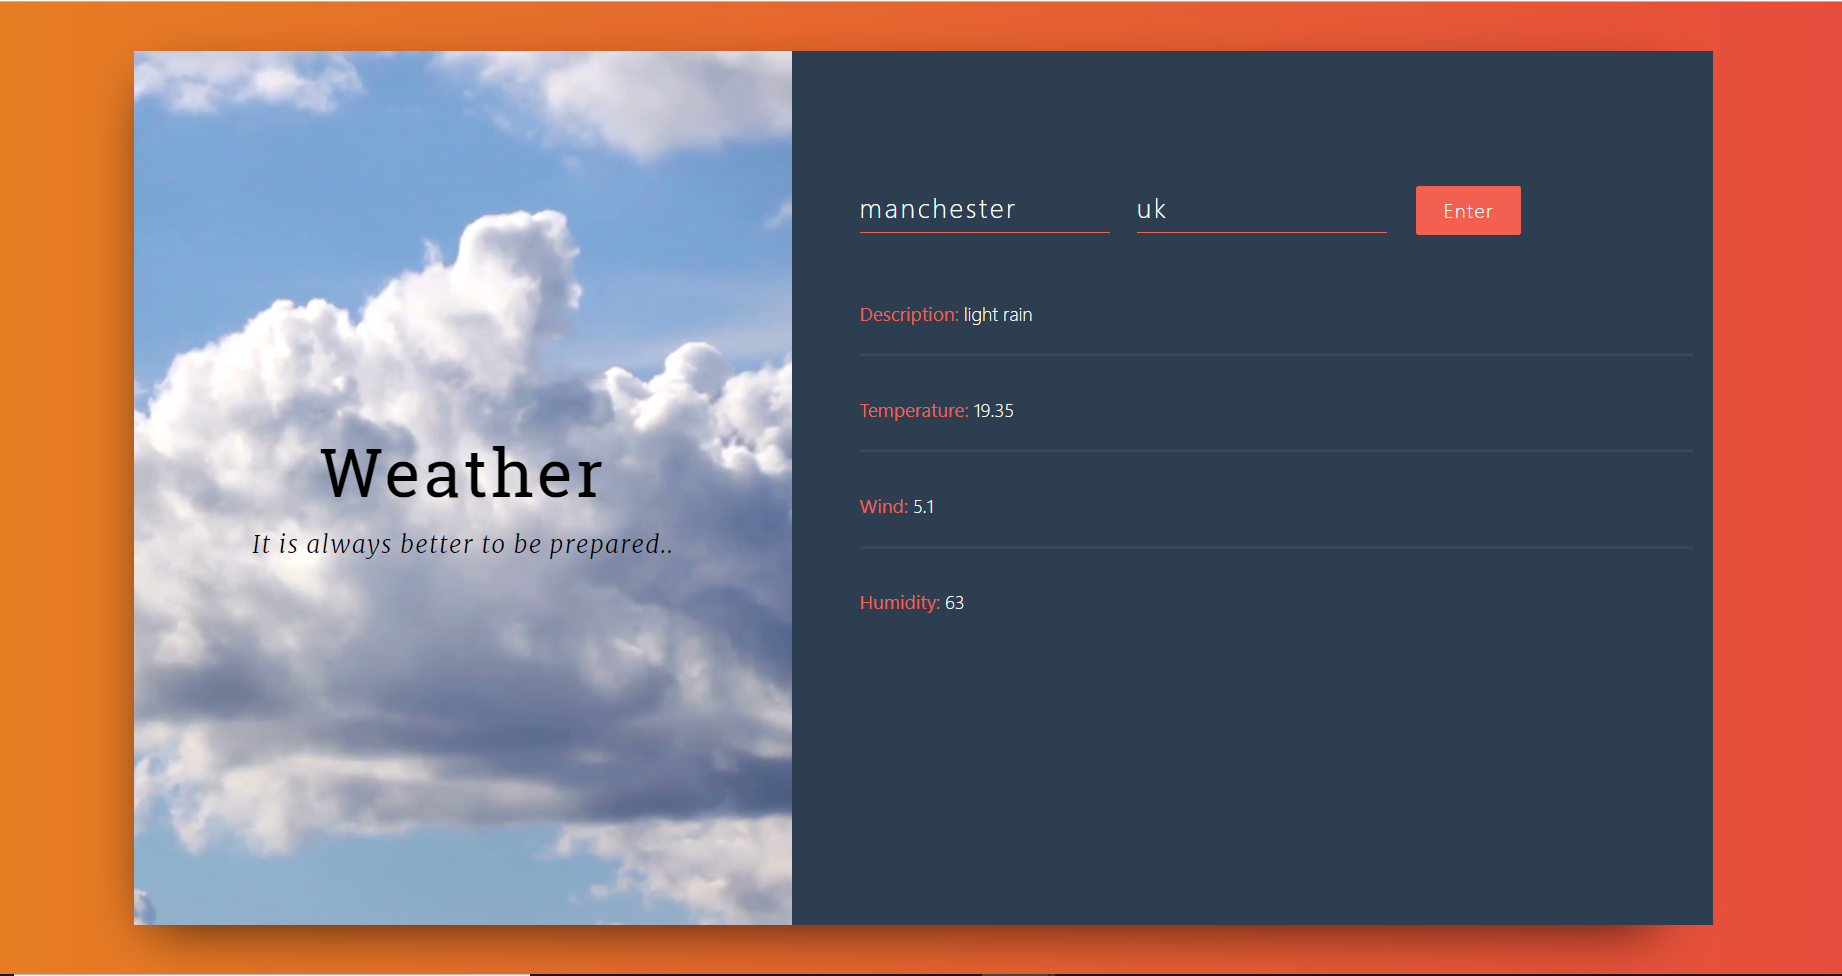 Weather
It is always better to be prepared..
manchester uk Enter
Description: light rain
Temperature: 19.35
Wind: 5.1
Humidity: 63